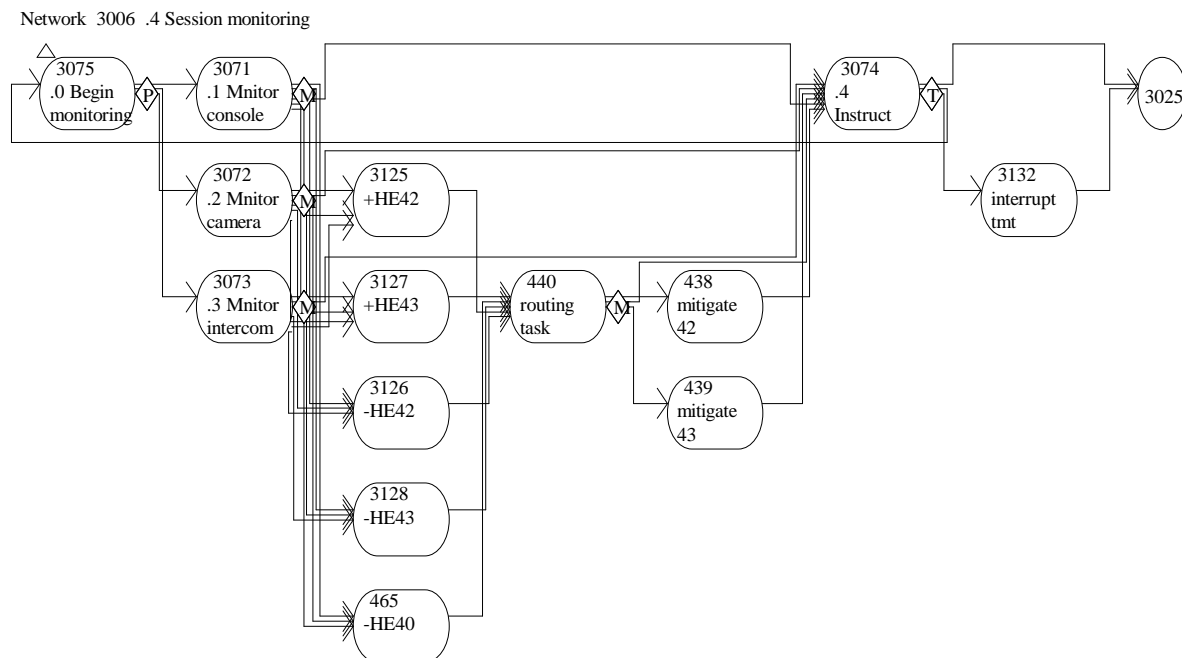 Network 3006 .4 Session monitoring
3075
.0 Begin
monitoring
P
3071
.1 Mnitor
console
M
3074
.4
Instruct
T
3025
3072
.2 Mnitor
camera
M
3125
+HE42
3132
interrupt
tmt
3073
.3 Mnitor
intercom
M
3127
+HE43
440
routing
task
M
438
mitigate
42
3126
-HE42
439
mitigate
43
3128
-HE43
465
-HE40